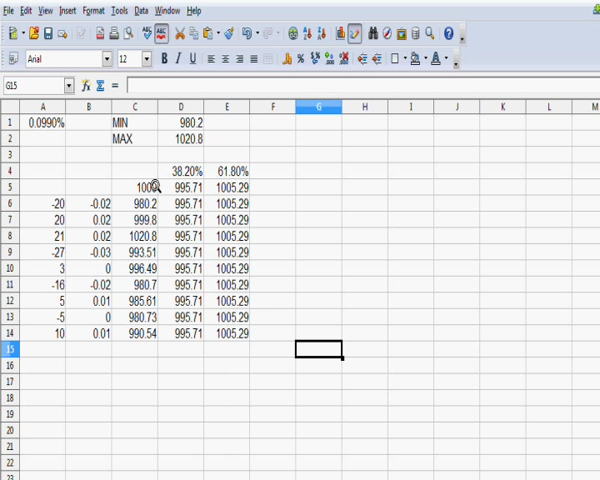 File Edit View Insert Format Tools Data Window Help
Arial 12 B I U
G15 fx Σ =
A B C D E F G H I J K L M
1 0.0990% MIN 980.2
2 MAX 1020.8
3
4 38.20% 61.80%
5 995.71 1005.29
6 -20 -0.02 980.2 995.71 1005.29
7 20 0.02 999.8 995.71 1005.29
8 21 0.02 1020.8 995.71 1005.29
9 -27 -0.03 993.51 995.71 1005.29
10 3 0 996.49 995.71 1005.29
11 -16 -0.02 980.7 995.71 1005.29
12 5 0.01 985.61 995.71 1005.29
13 -5 0 980.73 995.71 1005.29
14 10 0.01 990.54 995.71 1005.29
15
16
17
18
19
20
21
22
23